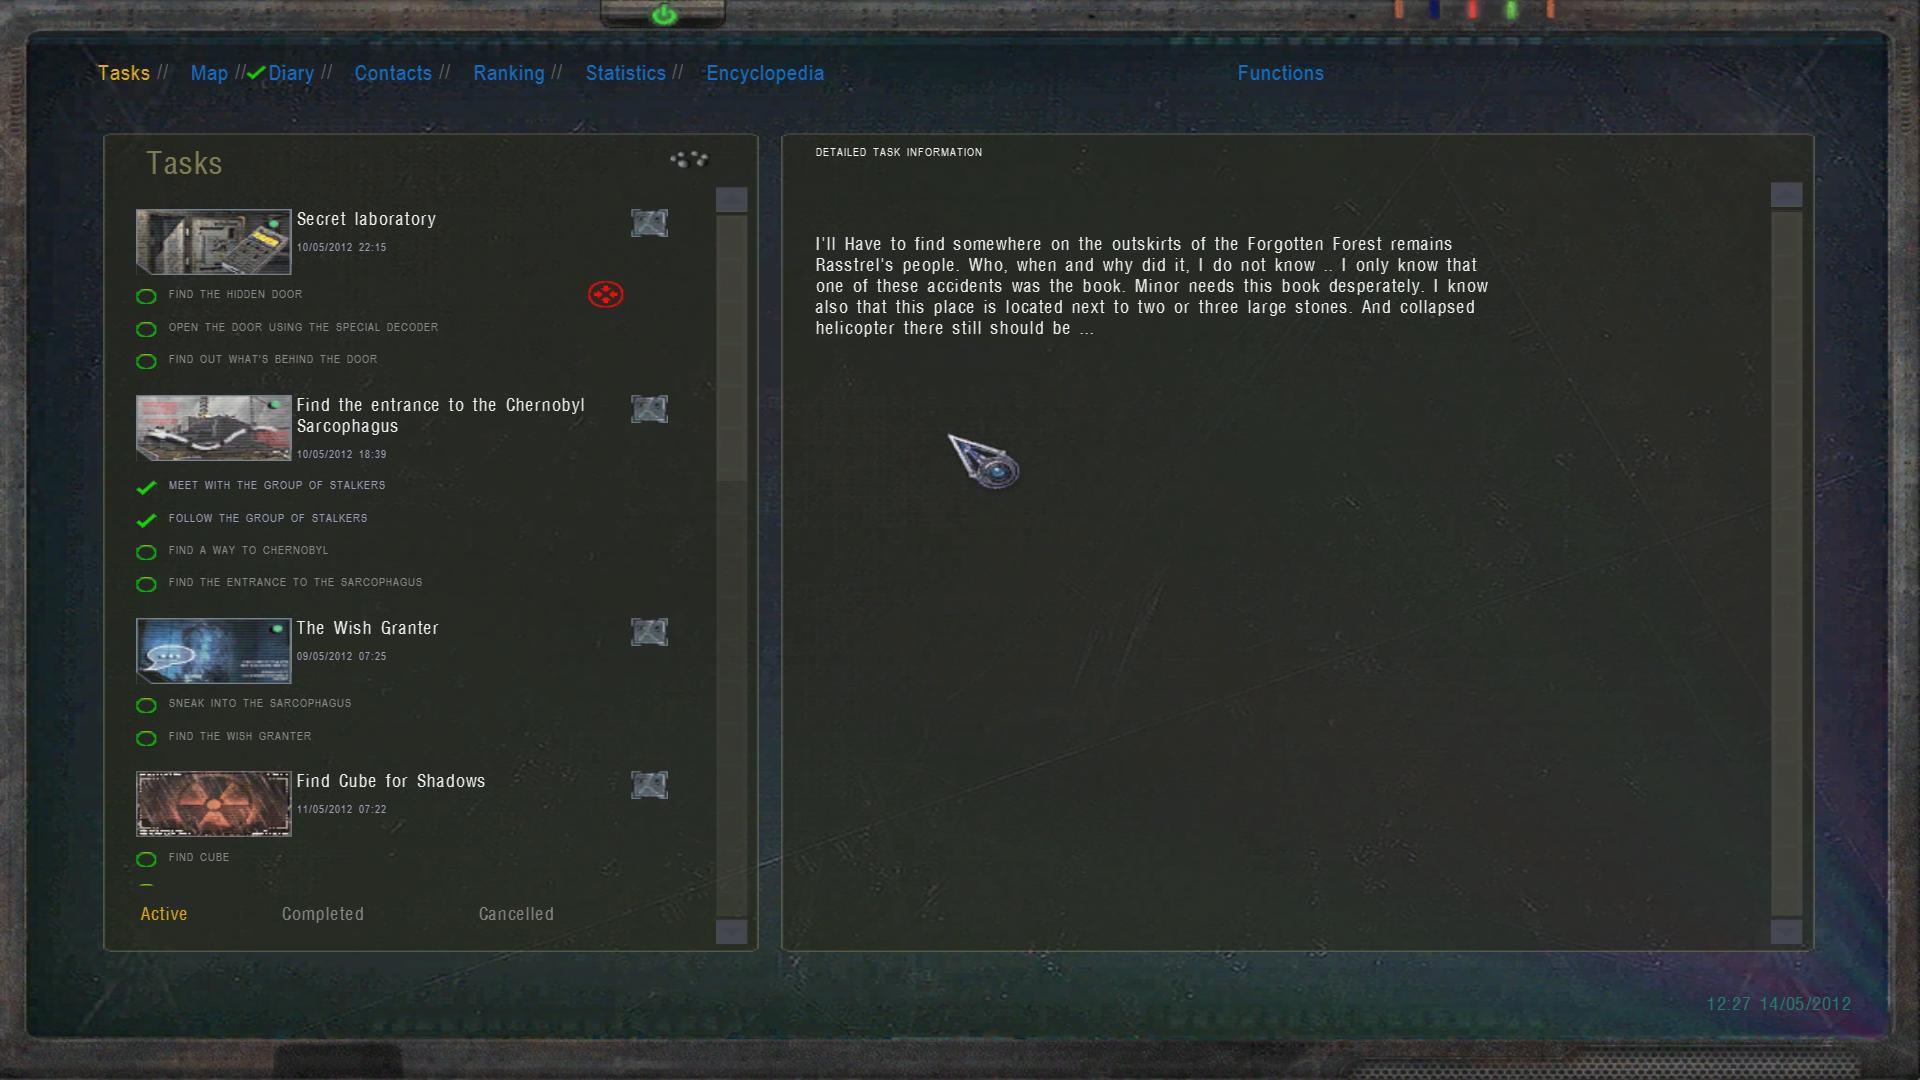 Tasks // Map // Diary // Contacts // Ranking // Statistics // Encyclopedia Functions
Tasks
Secret laboratory
10/05/2012 22:15
FIND THE HIDDEN DOOR
OPEN THE DOOR USING THE SPECIAL DECODER
FIND OUT WHAT'S BEHIND THE DOOR
Find the entrance to the Chernobyl
Sarcophagus
10/05/2012 18:39
MEET WITH THE GROUP OF STALKERS
FOLLOW THE GROUP OF STALKERS
FIND A WAY TO CHERNOBYL
FIND THE ENTRANCE TO THE SARCOPHAGUS
The Wish Granter
09/05/2012 07:25
SNEAK INTO THE SARCOPHAGUS
FIND THE WISH GRANTER
Find Cube for Shadows
11/05/2012 07:22
FIND CUBE
Active Completed Cancelled
DETAILED TASK INFORMATION
I'll Have to find somewhere on the outskirts of the Forgotten Forest remains
Rasstrel's people. Who, when and why did it, I do not know .. I only know that
one of these accidents was the book. Minor needs this book desperately. I know
also that this place is located next to two or three large stones. And collapsed
helicopter there still should be ...
12:27 14/05/2012